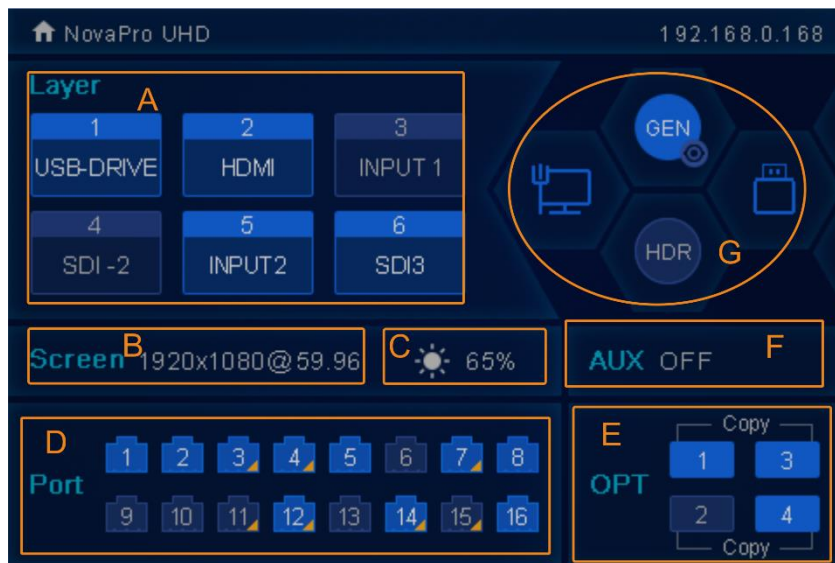 NovaPro UHD 192.168.0.168
Layer A
1 2 3
USB-DRIVE HDMI INPUT 1
4 5 6
SDI-2 INPUT2 SDI3
GEN
HDR G
B C F
Screen 1920x1080@59.96 65% AUX OFF
D E Copy
1 2 3 4 5 6 7 8 1 3
Port OPT
9 10 11 12 13 14 15 16 2 4
Copy